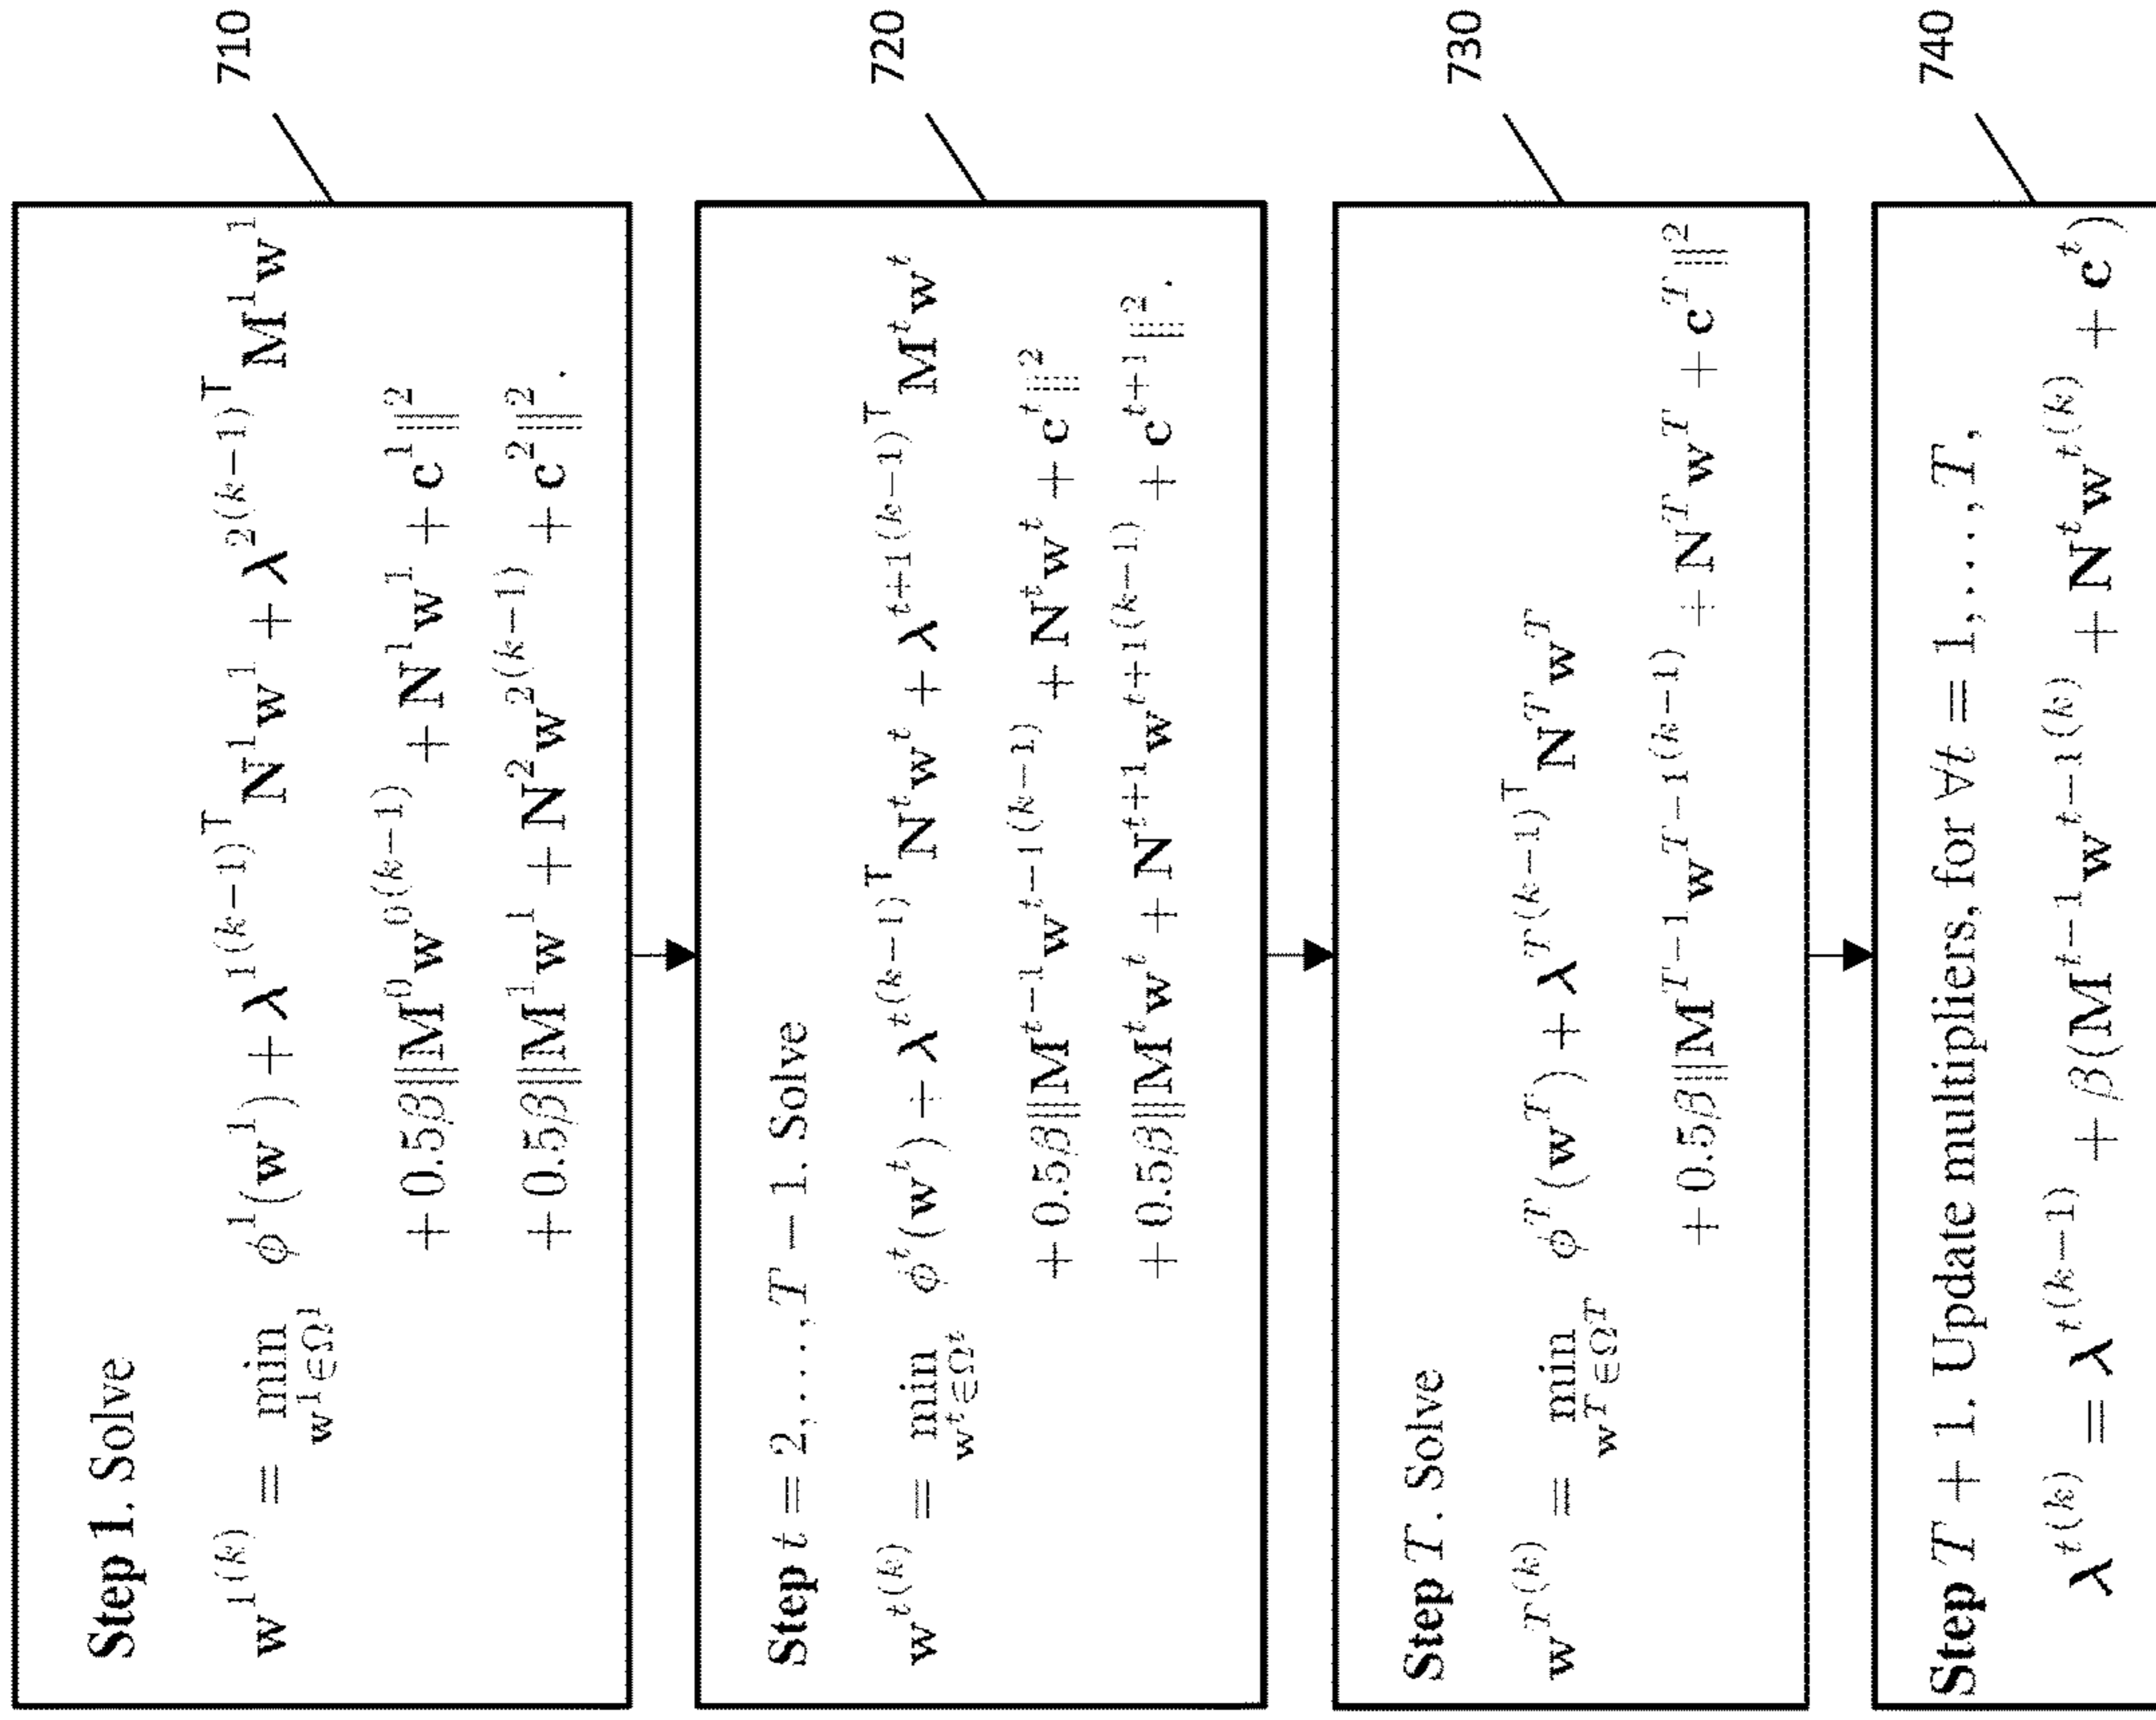 Step 1. Solve
w^{1(k)} = min_{w^1∈Ω^1} ϕ^1(w^1) + λ^{1(k−1)T} N^1 w^1 + λ^{2(k−1)T} M^1 w^1
+ 0.5β‖M^0 w^{0(k−1)} + N^1 w^1 + c^1‖^2
+ 0.5β‖M^1 w^1 + N^2 w^{2(k−1)} + c^2‖^2.
710
Step t = 2, . . . , T − 1. Solve
w^{t(k)} = min_{w^t∈Ω^t} ϕ^t(w^t) + λ^{t(k−1)T} N^t w^t + λ^{t+1(k−1)T} M^t w^t
+ 0.5β‖M^{t−1} w^{t−1(k−1)} + N^t w^t + c^t‖^2
+ 0.5β‖M^t w^t + N^{t+1} w^{t+1(k−1)} + c^{t+1}‖^2.
720
Step T. Solve
w^{T(k)} = min_{w^T∈Ω^T} ϕ^T(w^T) + λ^{T(k−1)T} N^T w^T
+ 0.5β‖M^{T−1} w^{T−1(k−1)} + N^T w^T + c^T‖^2
730
Step T + 1. Update multipliers, for ∀t = 1, . . . , T,
λ^{t(k)} = λ^{t(k−1)} + β(M^{t−1} w^{t−1(k)} + N^t w^{t(k)} + c^t)
740